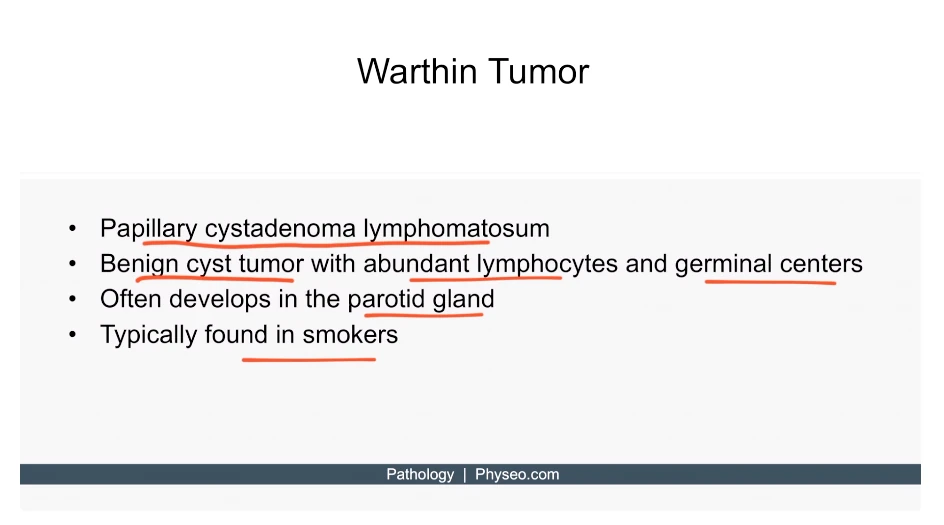 Warthin Tumor
• Papillary cystadenoma lymphomatosum
• Benign cyst tumor with abundant lymphocytes and germinal centers
• Often develops in the parotid gland
• Typically found in smokers
Pathology | Physeo.com